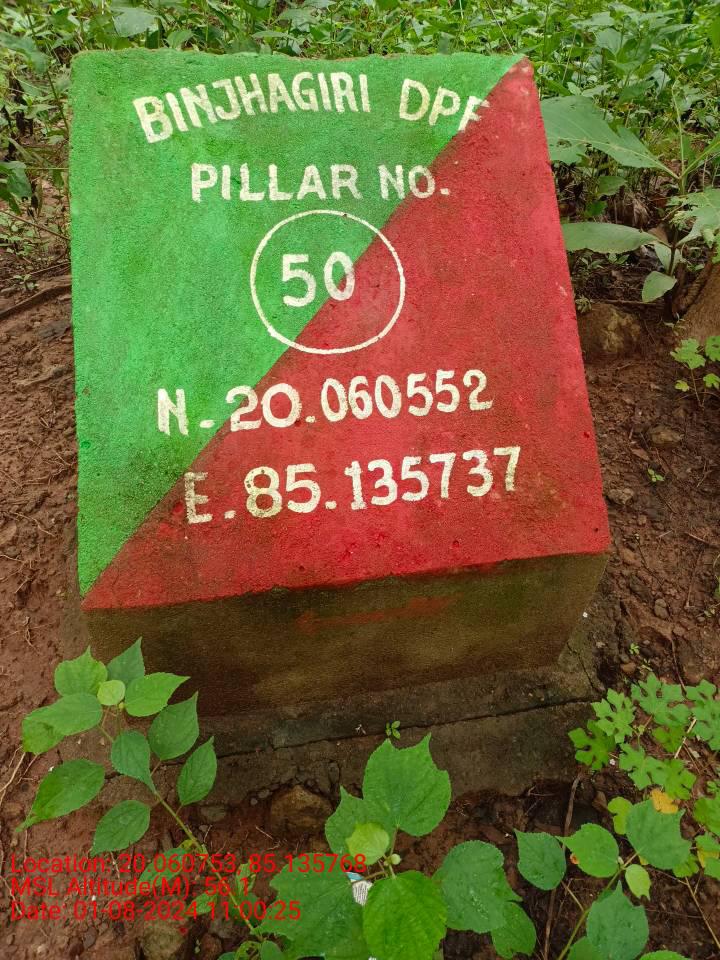 BINJHAGIRI DPF
PILLAR NO.
50
N. 20.060552
E. 85.135737
Location: 20.060753, 85.135768
MSL Altitude(M) 56.1
Date: 01-08-2024 11:00:25